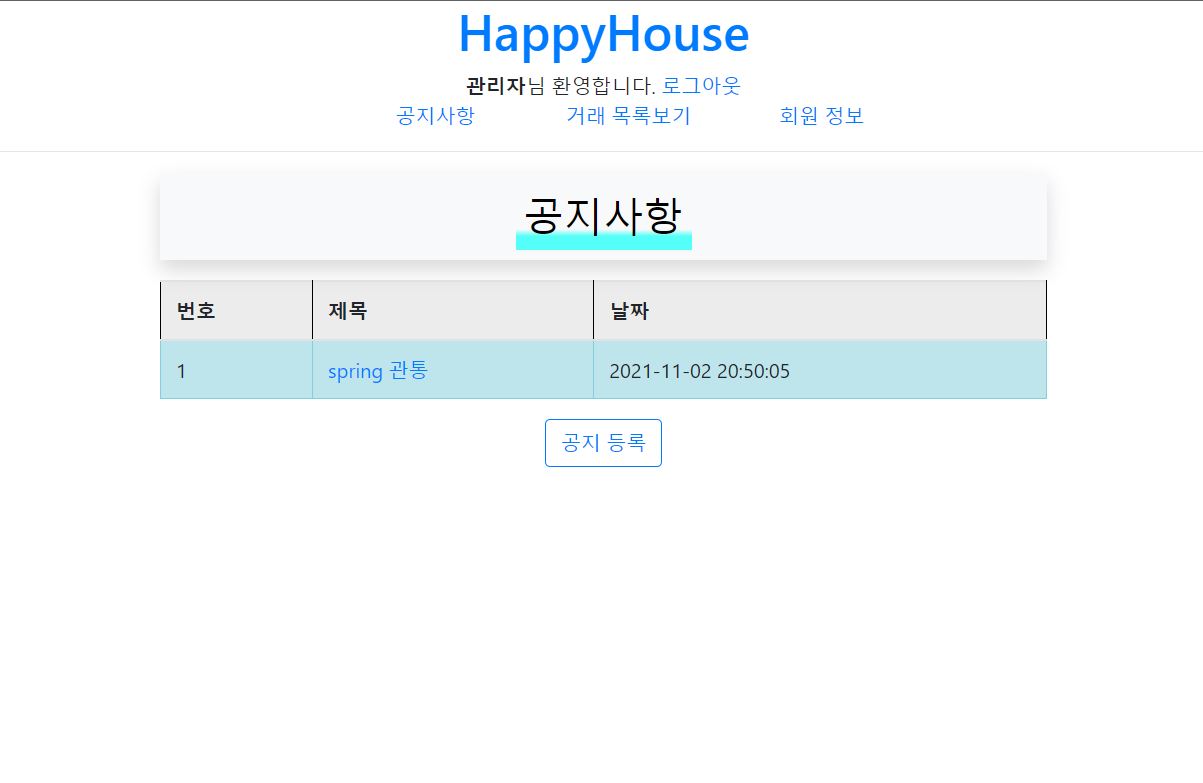 HappyHouse
관리자님 환영합니다. 로그아웃
공지사항 거래 목록보기 회원 정보
공지사항
번호 제목 날짜
1 spring 관통 2021-11-02 20:50:05
공지 등록